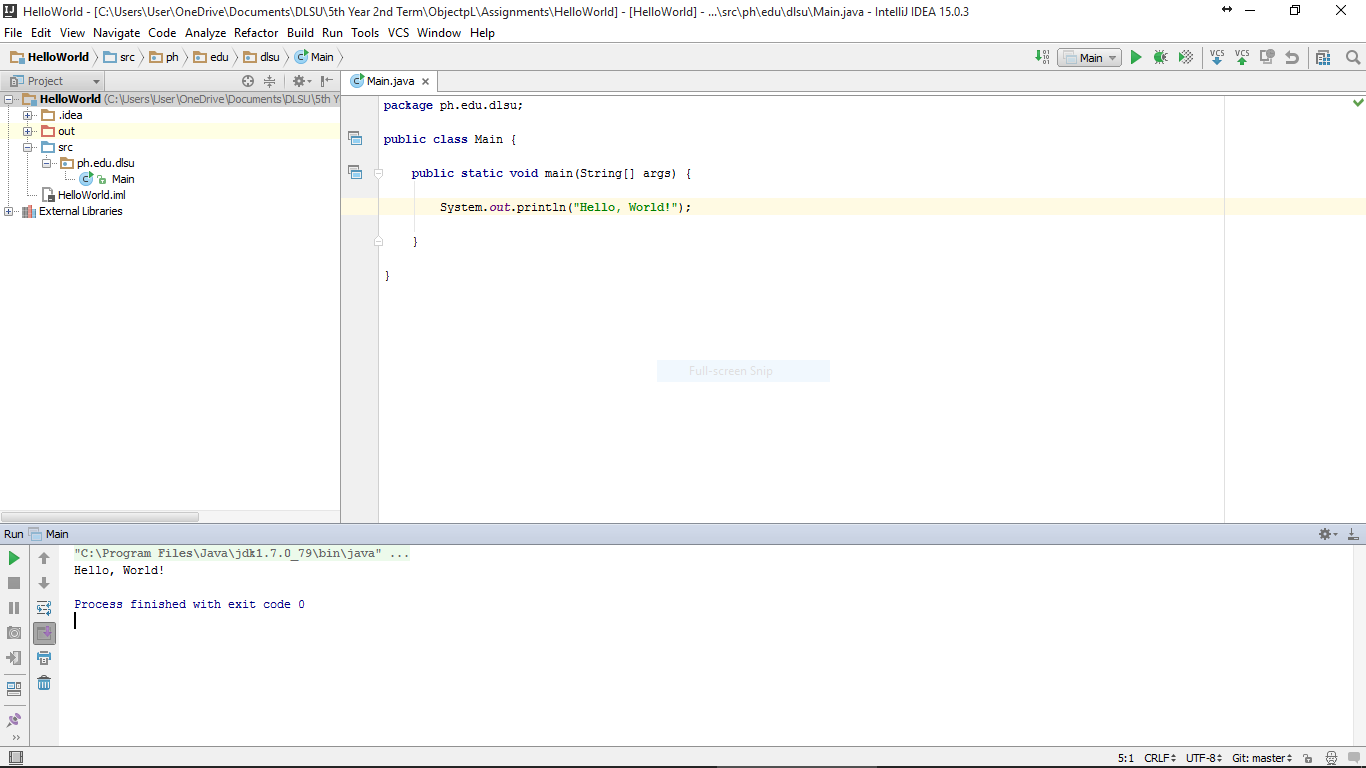 HelloWorld - [C:\Users\User\OneDrive\Documents\DLSU\5th Year 2nd Term\ObjectpL\Assignments\HelloWorld] - [HelloWorld] - ...\src\ph\edu\dlsu\Main.java - IntelliJ IDEA 15.0.3
File Edit View Navigate Code Analyze Refactor Build Run Tools VCS Window Help
HelloWorld src ph edu dlsu Main
Main
VCS VCS
Project
Main.java
HelloWorld (C:\Users\User\OneDrive\Documents\DLSU\5th Y
.idea
out
src
ph.edu.dlsu
Main
HelloWorld.iml
External Libraries
package ph.edu.dlsu;
public class Main {
public static void main(String[] args) {
System.out.println("Hello, World!");
}
}
Full-screen Snip
Run Main
"C:\Program Files\Java\jdk1.7.0_79\bin\java" ...
Hello, World!
Process finished with exit code 0
5:1 CRLF UTF-8 Git: master